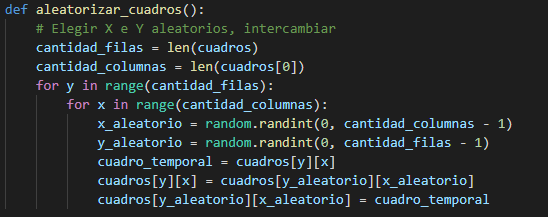 def aleatorizar_cuadros():
    # Elegir X e Y aleatorios, intercambiar
    cantidad_filas = len(cuadros)
    cantidad_columnas = len(cuadros[0])
    for y in range(cantidad_filas):
        for x in range(cantidad_columnas):
            x_aleatorio = random.randint(0, cantidad_columnas - 1)
            y_aleatorio = random.randint(0, cantidad_filas - 1)
            cuadro_temporal = cuadros[y][x]
            cuadros[y][x] = cuadros[y_aleatorio][x_aleatorio]
            cuadros[y_aleatorio][x_aleatorio] = cuadro_temporal